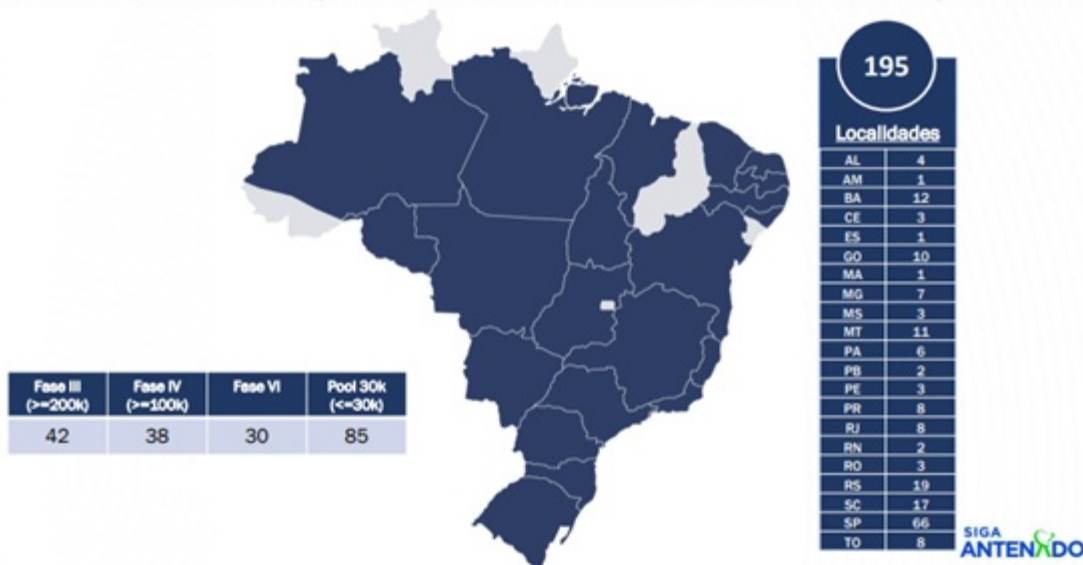 195
Localidades
AL 4
AM 1
BA 12
CE 3
ES 1
GO 10
MA 1
MG 7
MS 3
MT 11
PA 6
PB 2
PE 3
PR 8
RJ 8
RN 2
RO 3
RS 19
SC 17
SP 66
TO 8
Fase III (>=200k) Fase IV (>=100k) Fase VI Pool 30k (<=30k)
42 38 30 85
SIGA
ANTENADO